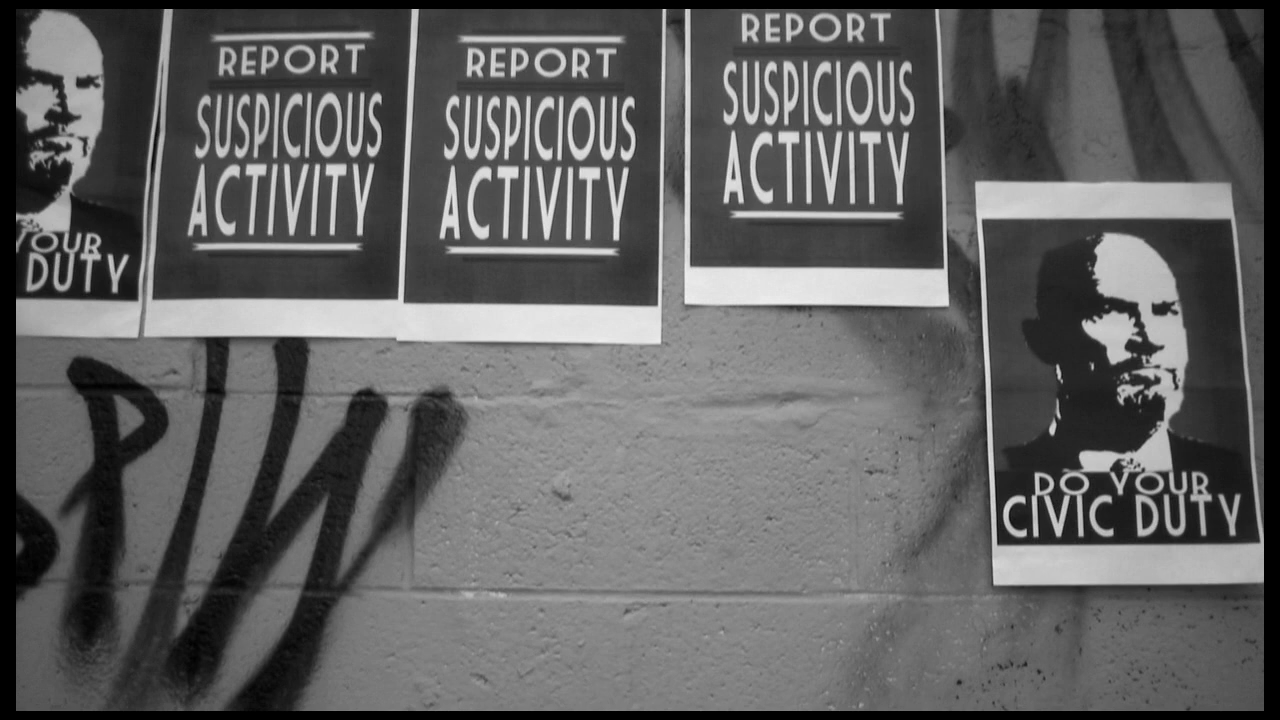 YOUR
DUTY
REPORT
SUSPICIOUS
ACTIVITY
REPORT
SUSPICIOUS
ACTIVITY
REPORT
SUSPICIOUS
ACTIVITY
DO YOUR
CIVIC DUTY